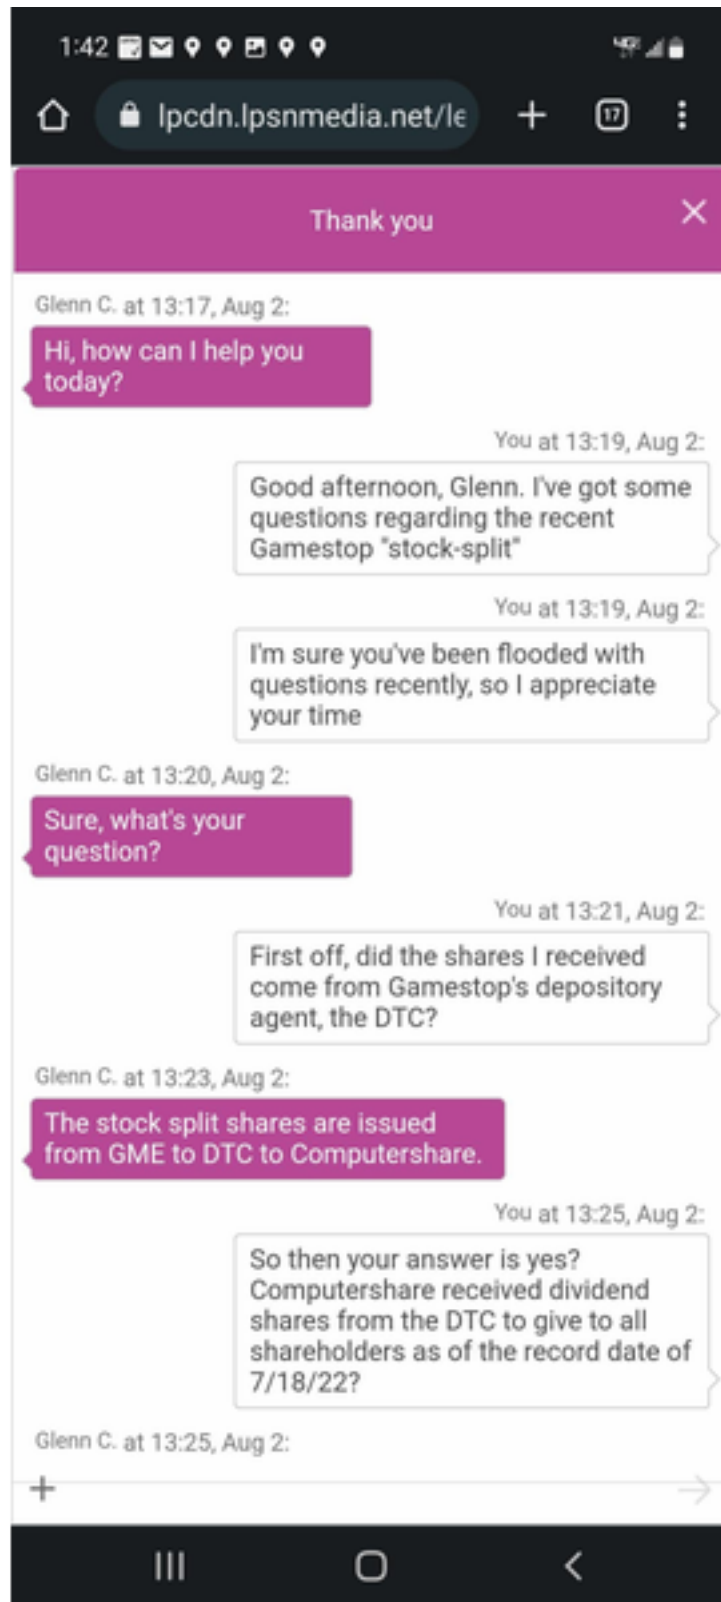 1:42
lpcdn.lpsnmedia.net/le
17
Thank you
Glenn C. at 13:17, Aug 2:
Hi, how can I help you
today?
You at 13:19, Aug 2:
Good afternoon, Glenn. I've got some
questions regarding the recent
Gamestop "stock-split"
You at 13:19, Aug 2:
I'm sure you've been flooded with
questions recently, so I appreciate
your time
Glenn C. at 13:20, Aug 2:
Sure, what's your
question?
You at 13:21, Aug 2:
First off, did the shares I received
come from Gamestop's depository
agent, the DTC?
Glenn C. at 13:23, Aug 2:
The stock split shares are issued
from GME to DTC to Computershare.
You at 13:25, Aug 2:
So then your answer is yes?
Computershare received dividend
shares from the DTC to give to all
shareholders as of the record date of
7/18/22?
Glenn C. at 13:25, Aug 2: